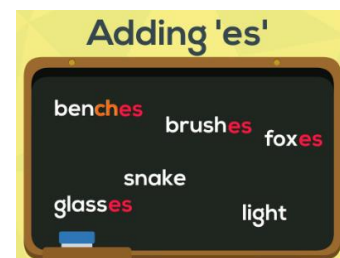 Adding 'es'
benches
brushes
foxes
snake
glasses
light